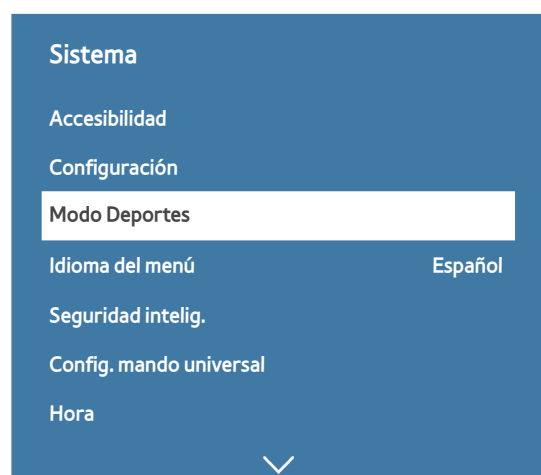 Sistema
Accesibilidad
Configuración
Modo Deportes
Idioma del menú Español
Seguridad intelig.
Config. mando universal
Hora